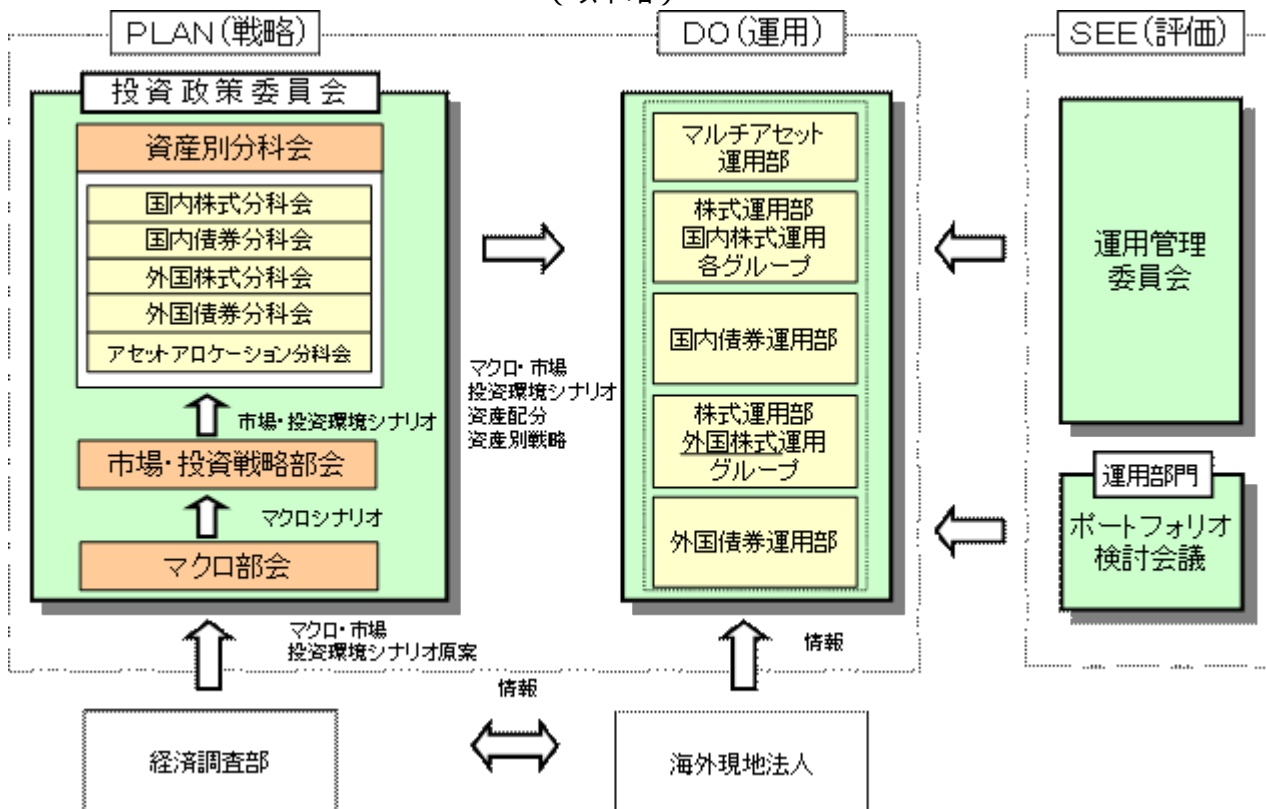 PLAN(戦略)
DO(運用)
SEE(評価)
投資政策委員会
資産別分科会
国内株式分科会
国内債券分科会
外国株式分科会
外国債券分科会
アセットアロケーション分科会
市場・投資環境シナリオ
市場・投資戦略部会
マクロシナリオ
マクロ部会
マクロ・市場
投資環境シナリオ
資産配分
資産別戦略
マルチアセット
運用部
株式運用部
国内株式運用
各グループ
国内債券運用部
株式運用部
外国株式運用
グループ
外国債券運用部
運用管理
委員会
運用部門
ポートフォリオ
検討会議
マクロ・市場
投資環境シナリオ原案
情報
情報
経済調査部
海外現地法人